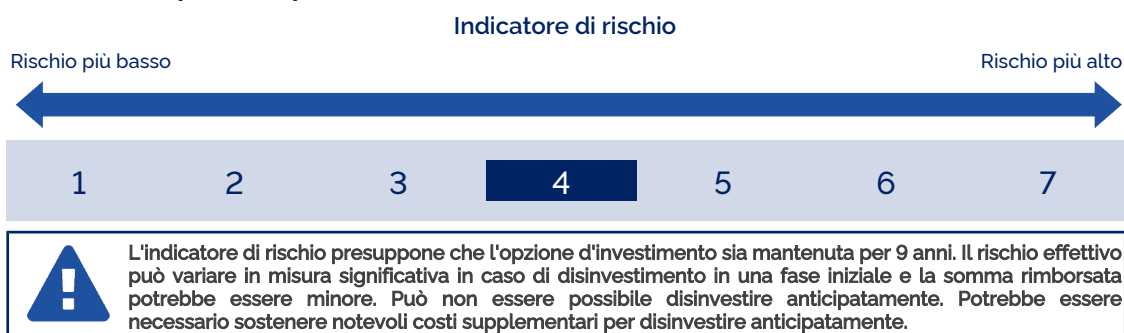 Indicatore di rischio
Rischio più basso
Rischio più alto
1 2 3 4 5 6 7
L'indicatore di rischio presuppone che l'opzione d'investimento sia mantenuta per 9 anni. Il rischio effettivo
può variare in misura significativa in caso di disinvestimento in una fase iniziale e la somma rimborsata
potrebbe essere minore. Può non essere possibile disinvestire anticipatamente. Potrebbe essere
necessario sostenere notevoli costi supplementari per disinvestire anticipatamente.